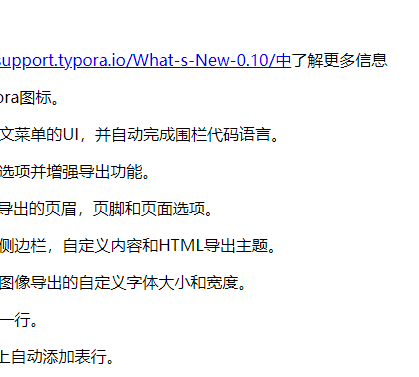 support.typora.io/What-s-New-0.10/中了解更多信息
ora图标。
文菜单的UI，并自动完成围栏代码语言。
选项并增强导出功能。
导出的页眉，页脚和页面选项。
侧边栏，自定义内容和HTML导出主题。
图像导出的自定义字体大小和宽度。
一行。
上自动添加表行。